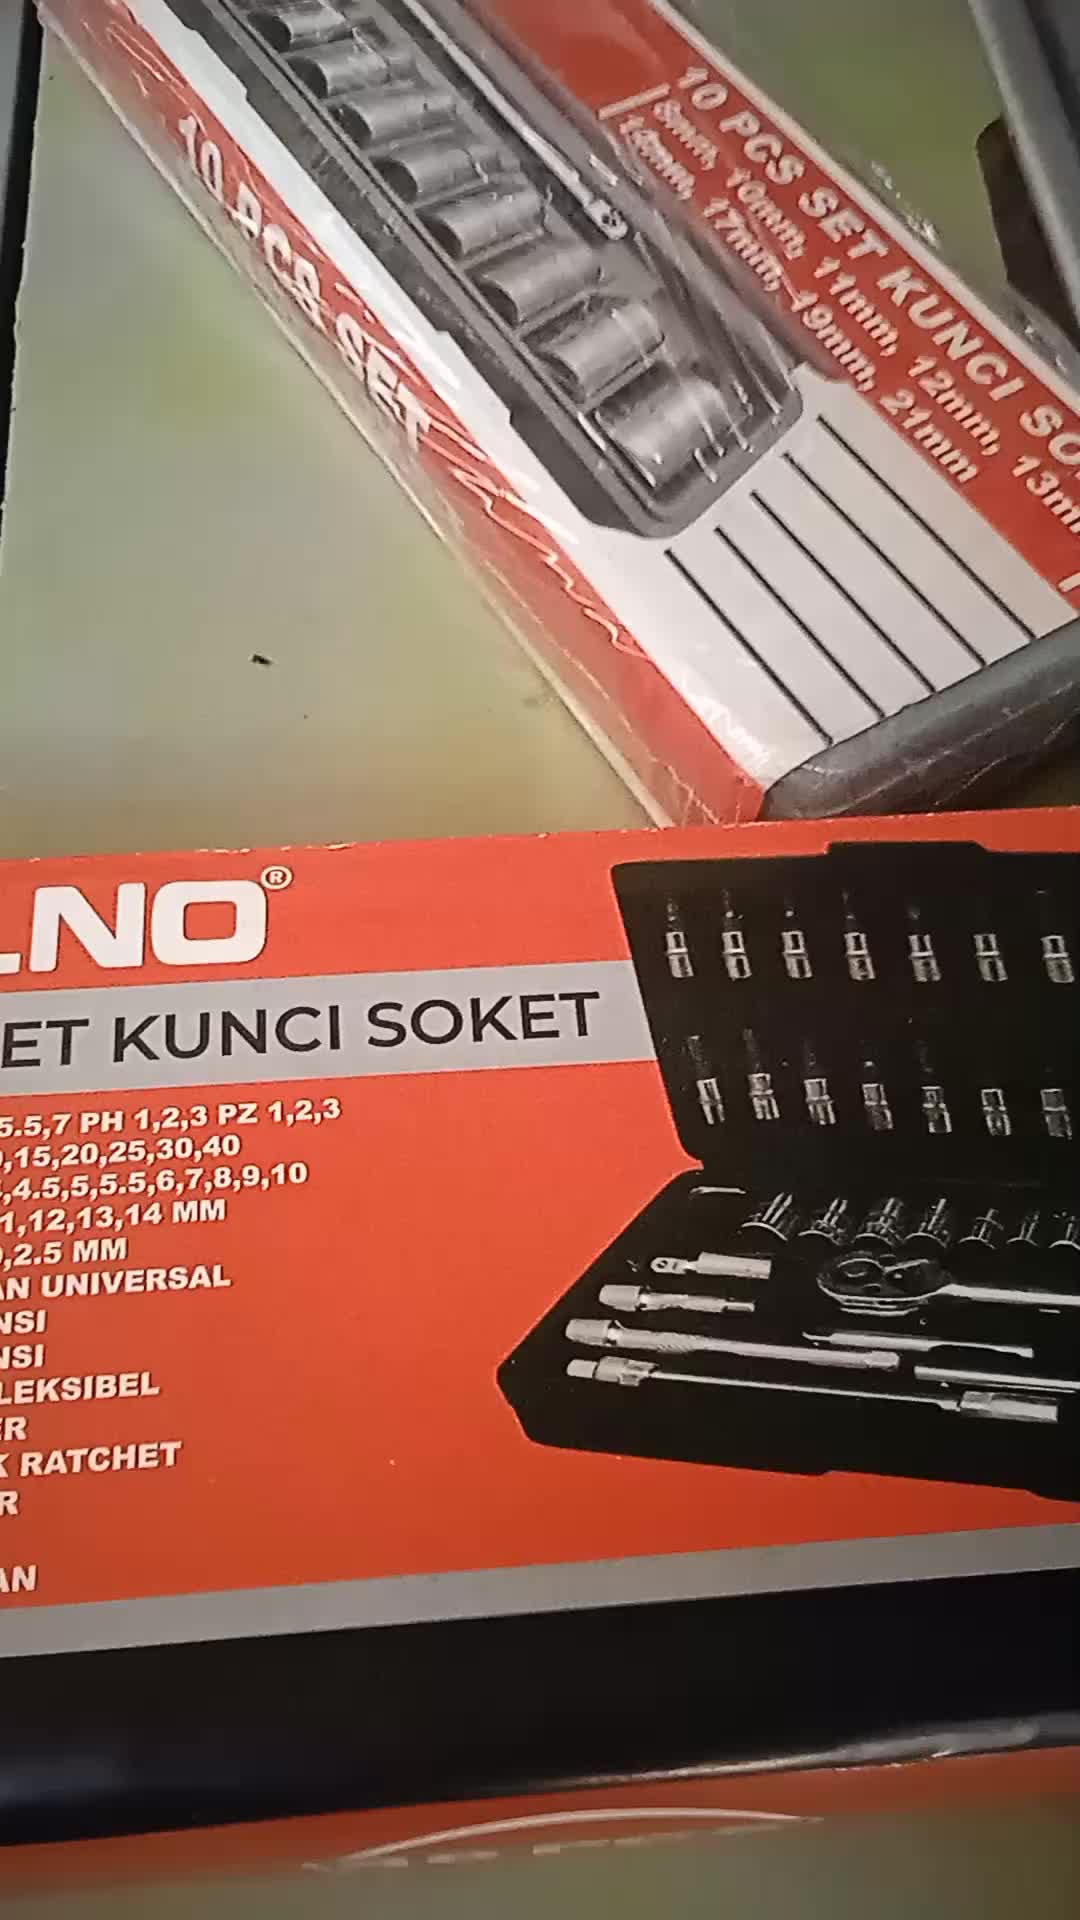 10 PCS SET KUNCI SO
8mm, 10mm, 11mm, 12mm, 13m
14mm, 17mm, 19mm, 21mm
10 PCS SET
LNO®
ET KUNCI SOKET
5.5,7 PH 1,2,3 PZ 1,2,3
,15,20,25,30,40
,4.5,5,5.5,6,7,8,9,10
1,12,13,14 MM
,2.5 MM
AN UNIVERSAL
NSI
NSI
LEKSIBEL
ER
K RATCHET
R
AN